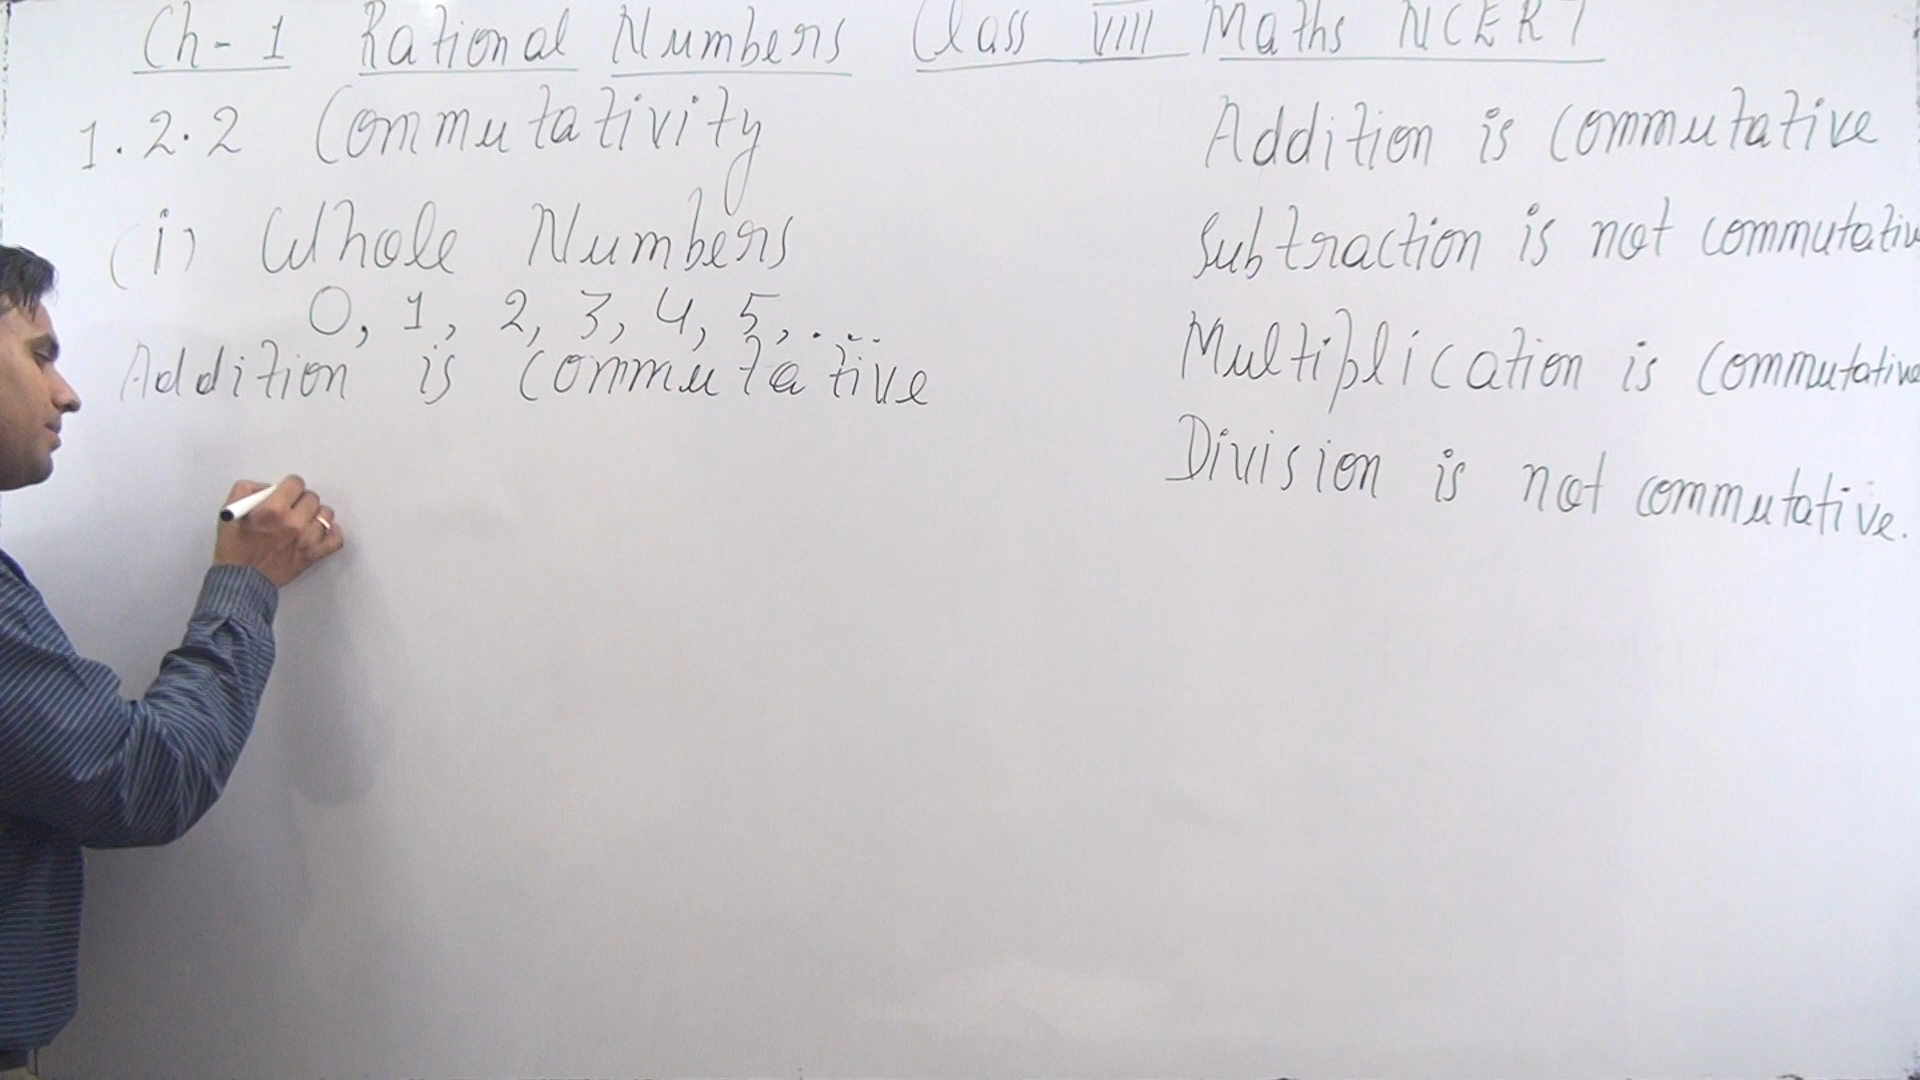 Ch-1 Rational Numbers Class VIII Maths NCERT
1.2.2 Commutativity
(i) Whole Numbers
0, 1, 2, 3, 4, 5, ....
Addition is commutative
Addition is commutative
Subtraction is not commutativ
Multiplication is commutative
Division is not commutative.